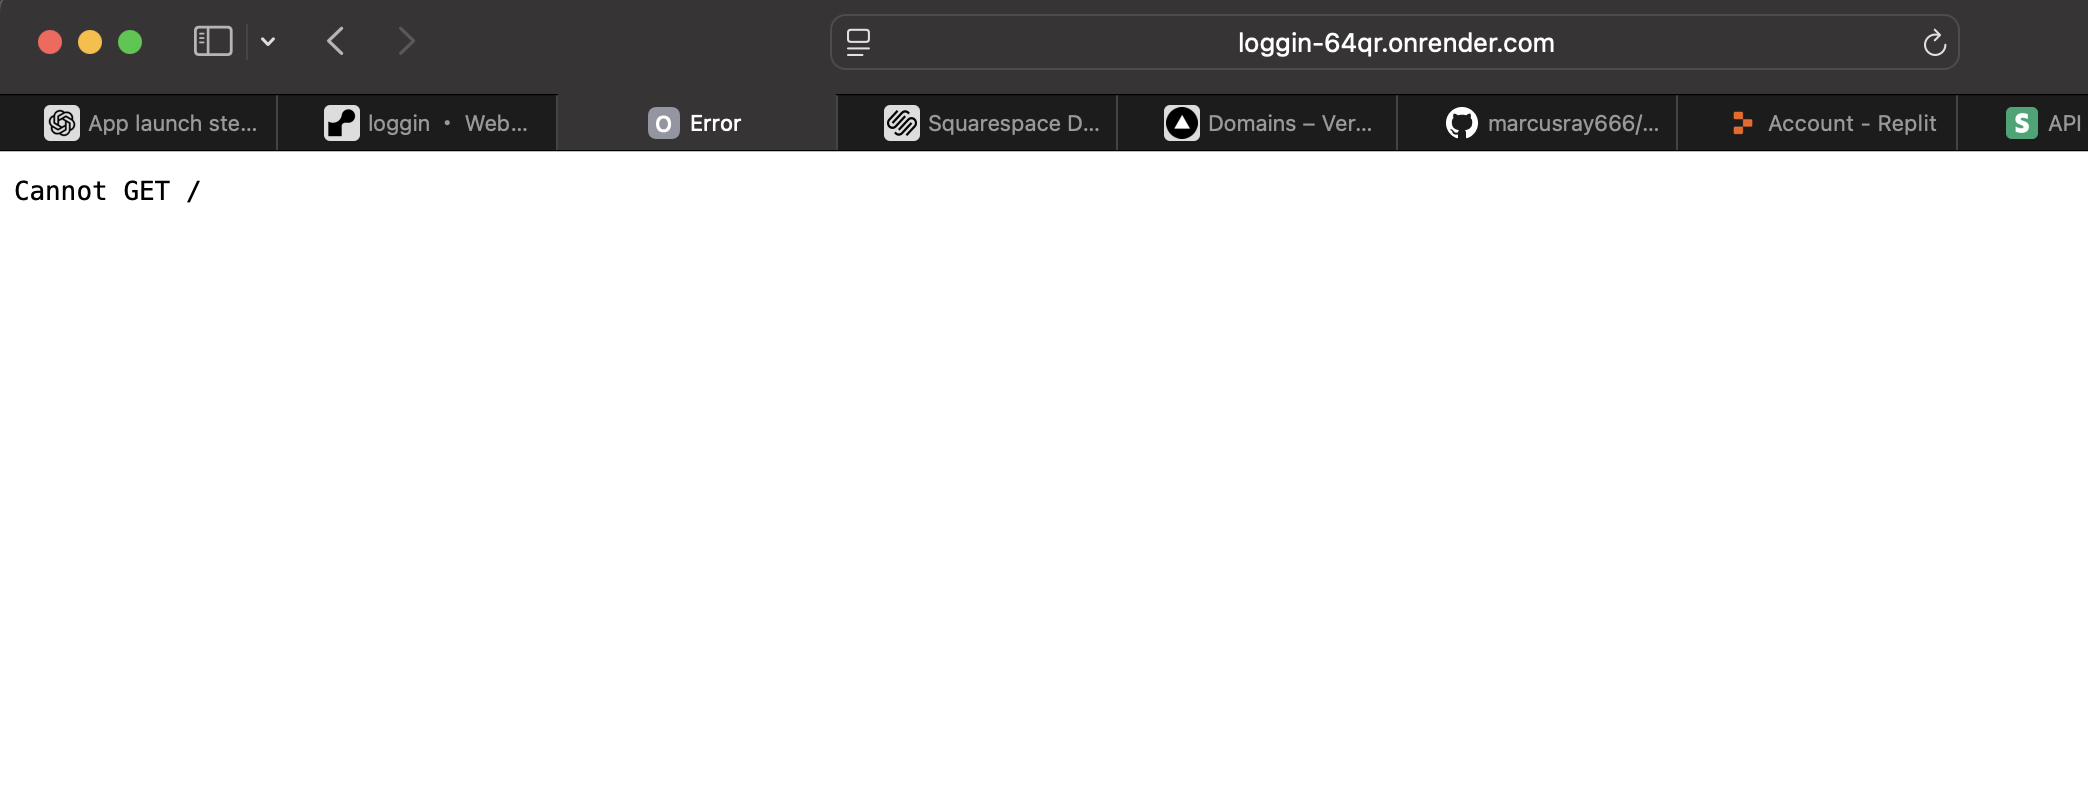 loggin-64qr.onrender.com
App launch ste...
loggin • Web...
O Error
Squarespace D...
Domains – Ver...
marcusray666/...
Account - Replit
S API
Cannot GET /